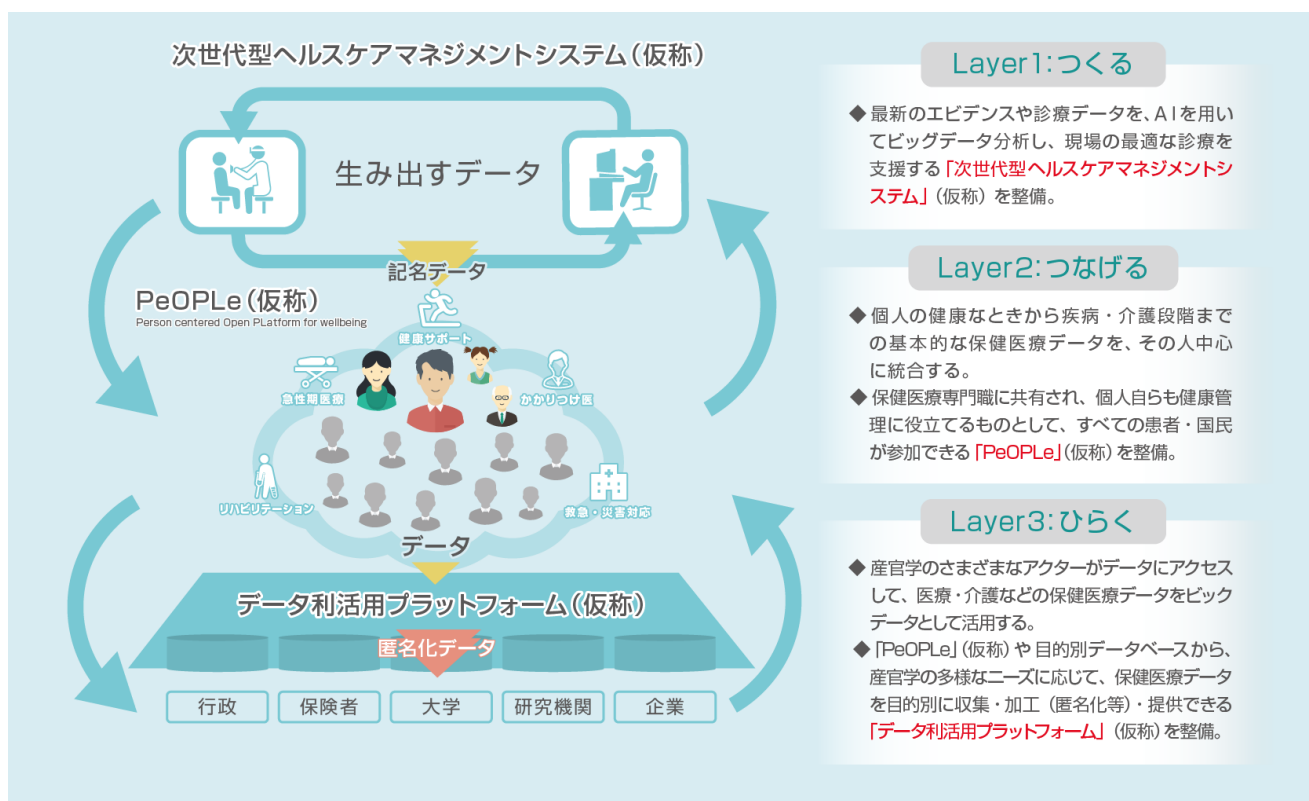 次世代型ヘルスケアマネジメントシステム(仮称)
生み出すデータ
記名データ
PeOPLe(仮称)
Person centered Open PLatform for wellbeing
健康サポート
急性期医療
かかりつけ医
リハビリテーション
救急・災害対応
データ
データ利活用プラットフォーム(仮称)
匿名化データ
行政
保険者
大学
研究機関
企業
Layer1:つくる
◆最新のエビデンスや診療データを、AIを用い
てビッグデータ分析し、現場の最適な診療を
支援する「次世代型ヘルスケアマネジメントシ
ステム」(仮称)を整備。
Layer2:つなげる
◆個人の健康なときから疾病・介護段階まで
の基本的な保健医療データを、その人中心
に統合する。
◆保健医療専門職に共有され、個人自らも健康管
理に役立てるものとして、すべての患者・国民
が参加できる「PeOPLe」(仮称)を整備。
Layer3:ひらく
◆産官学のさまざまなアクターがデータにアクセス
して、医療・介護などの保健医療データをビック
データとして活用する。
◆「PeOPLe」(仮称)や目的別データベースから、
産官学の多様なニーズに応じて、保健医療データ
を目的別に収集・加工(匿名化等)・提供できる
「データ利活用プラットフォーム」(仮称)を整備。